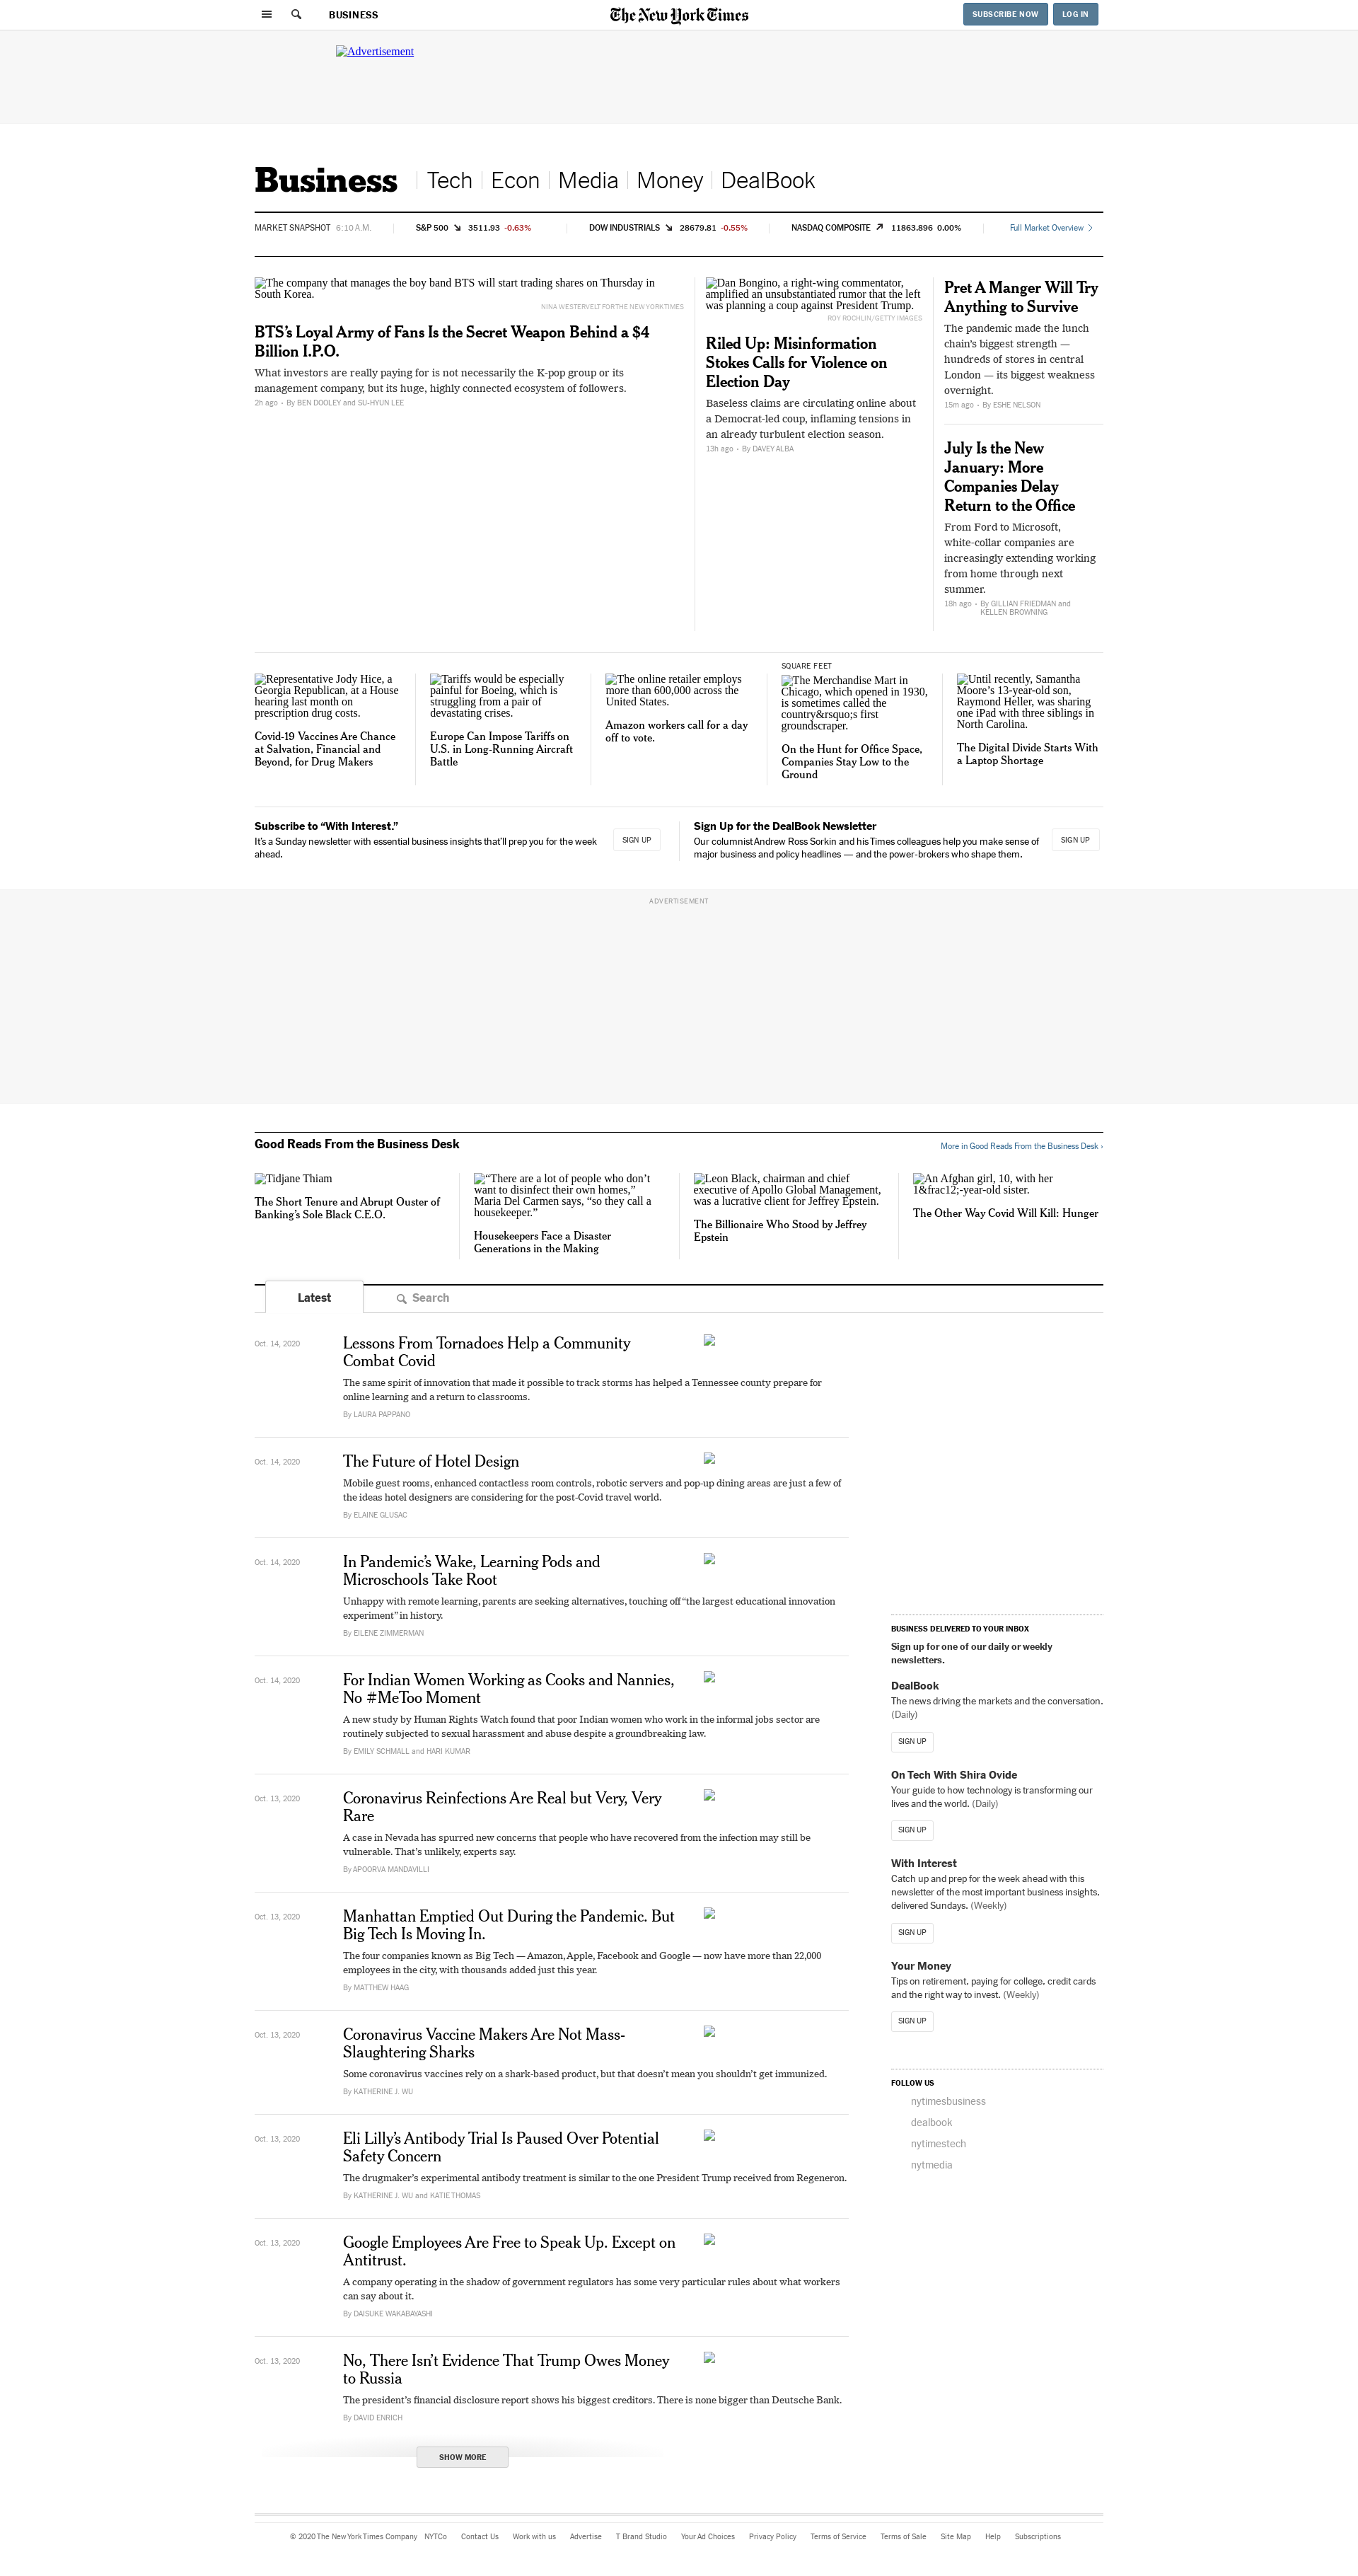 BUSINESS
The New York Times
SUBSCRIBE NOW
LOG IN
Advertisement
Business
Tech
Econ
Media
Money
DealBook
MARKET SNAPSHOT 6:10 A.M.
S&P 500 3511.93 -0.63%
DOW INDUSTRIALS 28679.81 -0.55%
NASDAQ COMPOSITE 11863.896 0.00%
Full Market Overview
The company that manages the boy band BTS will start trading shares on Thursday in
South Korea.
NINA WESTERVELT FOR THE NEW YORK TIMES
BTS’s Loyal Army of Fans Is the Secret Weapon Behind a $4
Billion I.P.O.
What investors are really paying for is not necessarily the K-pop group or its
management company, but its huge, highly connected ecosystem of followers.
2h ago • By BEN DOOLEY and SU-HYUN LEE
Dan Bongino, a right-wing commentator,
amplified an unsubstantiated rumor that the left
was planning a coup against President Trump.
ROY ROCHLIN/GETTY IMAGES
Riled Up: Misinformation
Stokes Calls for Violence on
Election Day
Baseless claims are circulating online about
a Democrat-led coup, inflaming tensions in
an already turbulent election season.
13h ago • By DAVEY ALBA
Pret A Manger Will Try
Anything to Survive
The pandemic made the lunch
chain’s biggest strength —
hundreds of stores in central
London — its biggest weakness
overnight.
15m ago • By ESHE NELSON
July Is the New
January: More
Companies Delay
Return to the Office
From Ford to Microsoft,
white-collar companies are
increasingly extending working
from home through next
summer.
18h ago • By GILLIAN FRIEDMAN and
KELLEN BROWNING
Representative Jody Hice, a
Georgia Republican, at a House
hearing last month on
prescription drug costs.
Covid-19 Vaccines Are Chance
at Salvation, Financial and
Beyond, for Drug Makers
Tariffs would be especially
painful for Boeing, which is
struggling from a pair of
devastating crises.
Europe Can Impose Tariffs on
U.S. in Long-Running Aircraft
Battle
The online retailer employs
more than 600,000 across the
United States.
Amazon workers call for a day
off to vote.
SQUARE FEET
The Merchandise Mart in
Chicago, which opened in 1930,
is sometimes called the
country&rsquo;s first
groundscraper.
On the Hunt for Office Space,
Companies Stay Low to the
Ground
Until recently, Samantha
Moore’s 13-year-old son,
Raymond Heller, was sharing
one iPad with three siblings in
North Carolina.
The Digital Divide Starts With
a Laptop Shortage
Subscribe to “With Interest.”
It’s a Sunday newsletter with essential business insights that’ll prep you for the week
ahead.
SIGN UP
Sign Up for the DealBook Newsletter
Our columnist Andrew Ross Sorkin and his Times colleagues help you make sense of
major business and policy headlines — and the power-brokers who shape them.
SIGN UP
ADVERTISEMENT
Good Reads From the Business Desk
More in Good Reads From the Business Desk ›
Tidjane Thiam
The Short Tenure and Abrupt Ouster of
Banking’s Sole Black C.E.O.
“There are a lot of people who don’t
want to disinfect their own homes,”
Maria Del Carmen says, “so they call a
housekeeper.”
Housekeepers Face a Disaster
Generations in the Making
Leon Black, chairman and chief
executive of Apollo Global Management,
was a lucrative client for Jeffrey Epstein.
The Billionaire Who Stood by Jeffrey
Epstein
An Afghan girl, 10, with her
1&frac12;-year-old sister.
The Other Way Covid Will Kill: Hunger
Latest
Search
Oct. 14, 2020
Lessons From Tornadoes Help a Community
Combat Covid
The same spirit of innovation that made it possible to track storms has helped a Tennessee county prepare for
online learning and a return to classrooms.
By LAURA PAPPANO
Oct. 14, 2020
The Future of Hotel Design
Mobile guest rooms, enhanced contactless room controls, robotic servers and pop-up dining areas are just a few of
the ideas hotel designers are considering for the post-Covid travel world.
By ELAINE GLUSAC
Oct. 14, 2020
In Pandemic’s Wake, Learning Pods and
Microschools Take Root
Unhappy with remote learning, parents are seeking alternatives, touching off “the largest educational innovation
experiment” in history.
By EILENE ZIMMERMAN
Oct. 14, 2020
For Indian Women Working as Cooks and Nannies,
No #MeToo Moment
A new study by Human Rights Watch found that poor Indian women who work in the informal jobs sector are
routinely subjected to sexual harassment and abuse despite a groundbreaking law.
By EMILY SCHMALL and HARI KUMAR
Oct. 13, 2020
Coronavirus Reinfections Are Real but Very, Very
Rare
A case in Nevada has spurred new concerns that people who have recovered from the infection may still be
vulnerable. That’s unlikely, experts say.
By APOORVA MANDAVILLI
Oct. 13, 2020
Manhattan Emptied Out During the Pandemic. But
Big Tech Is Moving In.
The four companies known as Big Tech — Amazon, Apple, Facebook and Google — now have more than 22,000
employees in the city, with thousands added just this year.
By MATTHEW HAAG
Oct. 13, 2020
Coronavirus Vaccine Makers Are Not Mass-
Slaughtering Sharks
Some coronavirus vaccines rely on a shark-based product, but that doesn’t mean you shouldn’t get immunized.
By KATHERINE J. WU
Oct. 13, 2020
Eli Lilly’s Antibody Trial Is Paused Over Potential
Safety Concern
The drugmaker’s experimental antibody treatment is similar to the one President Trump received from Regeneron.
By KATHERINE J. WU and KATIE THOMAS
Oct. 13, 2020
Google Employees Are Free to Speak Up. Except on
Antitrust.
A company operating in the shadow of government regulators has some very particular rules about what workers
can say about it.
By DAISUKE WAKABAYASHI
Oct. 13, 2020
No, There Isn’t Evidence That Trump Owes Money
to Russia
The president’s financial disclosure report shows his biggest creditors. There is none bigger than Deutsche Bank.
By DAVID ENRICH
SHOW MORE
BUSINESS DELIVERED TO YOUR INBOX
Sign up for one of our daily or weekly
newsletters.
DealBook
The news driving the markets and the conversation.
(Daily)
SIGN UP
On Tech With Shira Ovide
Your guide to how technology is transforming our
lives and the world. (Daily)
SIGN UP
With Interest
Catch up and prep for the week ahead with this
newsletter of the most important business insights,
delivered Sundays. (Weekly)
SIGN UP
Your Money
Tips on retirement, paying for college, credit cards
and the right way to invest. (Weekly)
SIGN UP
FOLLOW US
nytimesbusiness
dealbook
nytimestech
nytmedia
© 2020 The New York Times Company NYTCo Contact Us Work with us Advertise T Brand Studio Your Ad Choices Privacy Policy Terms of Service Terms of Sale Site Map Help Subscriptions